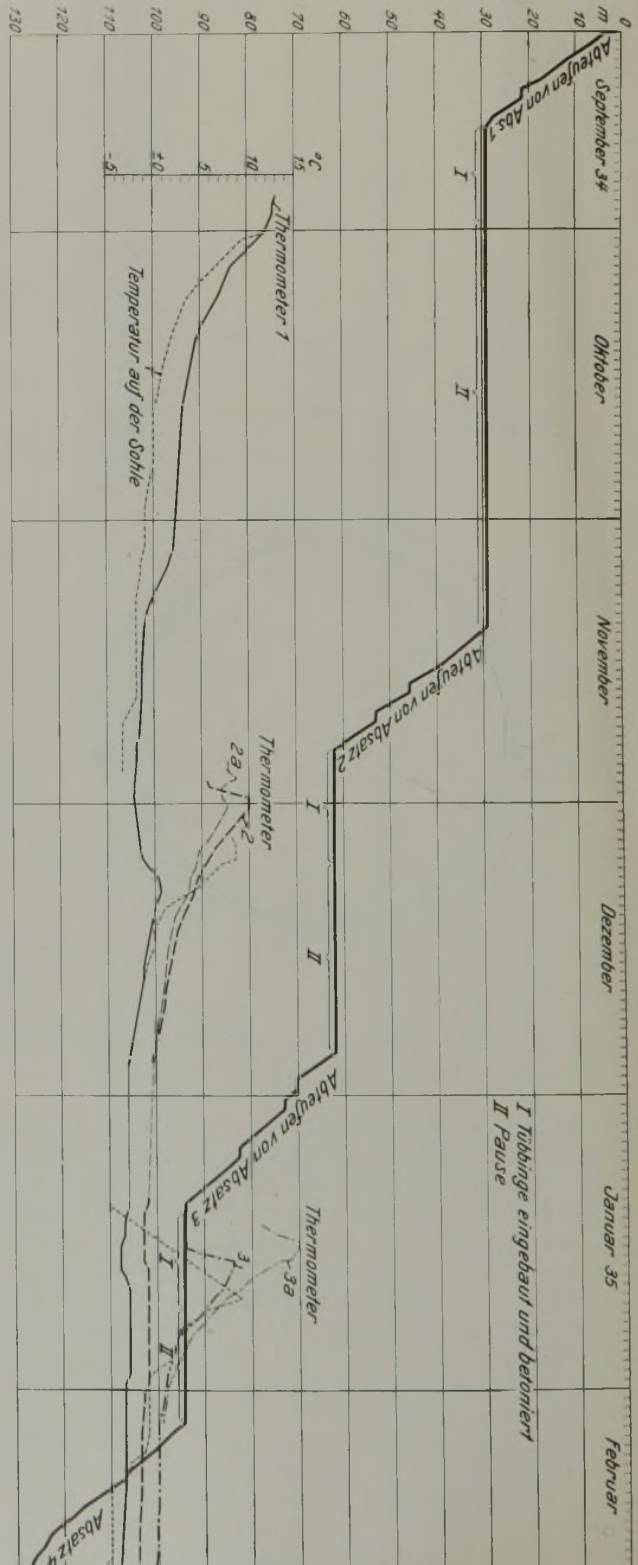 September 34
Oktober
November
Dezember
Januar 35
Februar
0
m
10
20
30
40
50
60
70
80
90
100
110
120
130
Abteufen von Abs.1
I
II
Abteufen von Absatz 2
I
II
Abteufen von Absatz 3
I
II
Absatz 4
I Tübbinge eingebaut und betoniert
II Pause
°C
15
10
5
±0
-5
Thermometer 1
Temperatur auf der Sohle
Thermometer
2a
2
Thermometer
3
3a